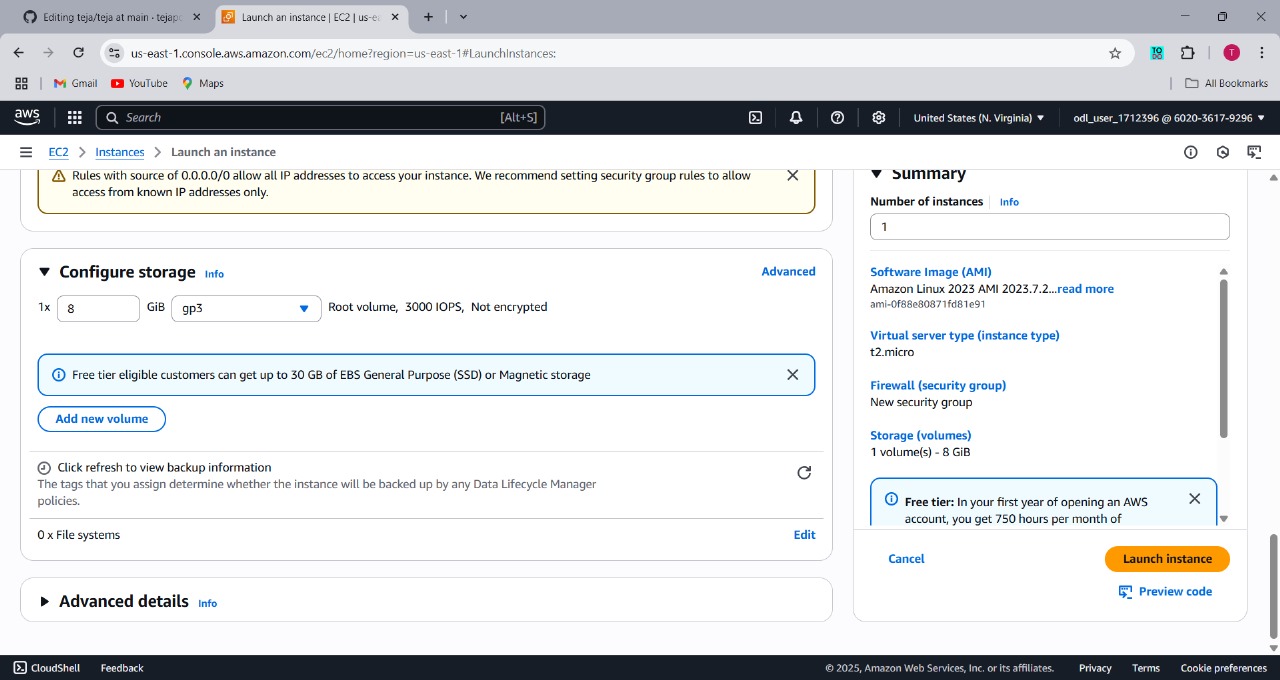 Editing teja/teja at main · tejap
Launch an instance | EC2 | us-e
us-east-1.console.aws.amazon.com/ec2/home?region=us-east-1#LaunchInstances:
T
Gmail
YouTube
Maps
All Bookmarks
aws
Search
[Alt+S]
United States (N. Virginia)
odl_user_1712396 @ 6020-3617-9296
EC2
Instances
Launch an instance
Rules with source of 0.0.0.0/0 allow all IP addresses to access your instance. We recommend setting security group rules to allow
access from known IP addresses only.
Configure storage Info
Advanced
1x
8
GiB
gp3
Root volume, 3000 IOPS, Not encrypted
Free tier eligible customers can get up to 30 GB of EBS General Purpose (SSD) or Magnetic storage
Add new volume
Click refresh to view backup information
The tags that you assign determine whether the instance will be backed up by any Data Lifecycle Manager
policies.
0 x File systems
Edit
Advanced details Info
Summary
Number of instances Info
1
Software Image (AMI)
Amazon Linux 2023 AMI 2023.7.2...read more
ami-0f88e80871fd81e91
Virtual server type (instance type)
t2.micro
Firewall (security group)
New security group
Storage (volumes)
1 volume(s) - 8 GiB
Free tier: In your first year of opening an AWS
account, you get 750 hours per month of
Cancel
Launch instance
Preview code
CloudShell
Feedback
© 2025, Amazon Web Services, Inc. or its affiliates.
Privacy
Terms
Cookie preferences